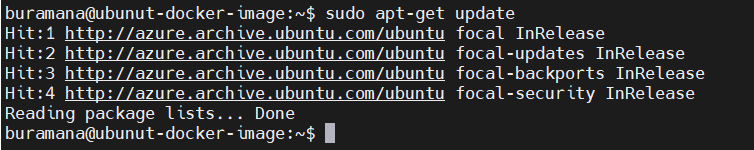 buramana@ubunut-docker-image:~$ sudo apt-get update
Hit:1 http://azure.archive.ubuntu.com/ubuntu focal InRelease
Hit:2 http://azure.archive.ubuntu.com/ubuntu focal-updates InRelease
Hit:3 http://azure.archive.ubuntu.com/ubuntu focal-backports InRelease
Hit:4 http://azure.archive.ubuntu.com/ubuntu focal-security InRelease
Reading package lists... Done
buramana@ubunut-docker-image:~$